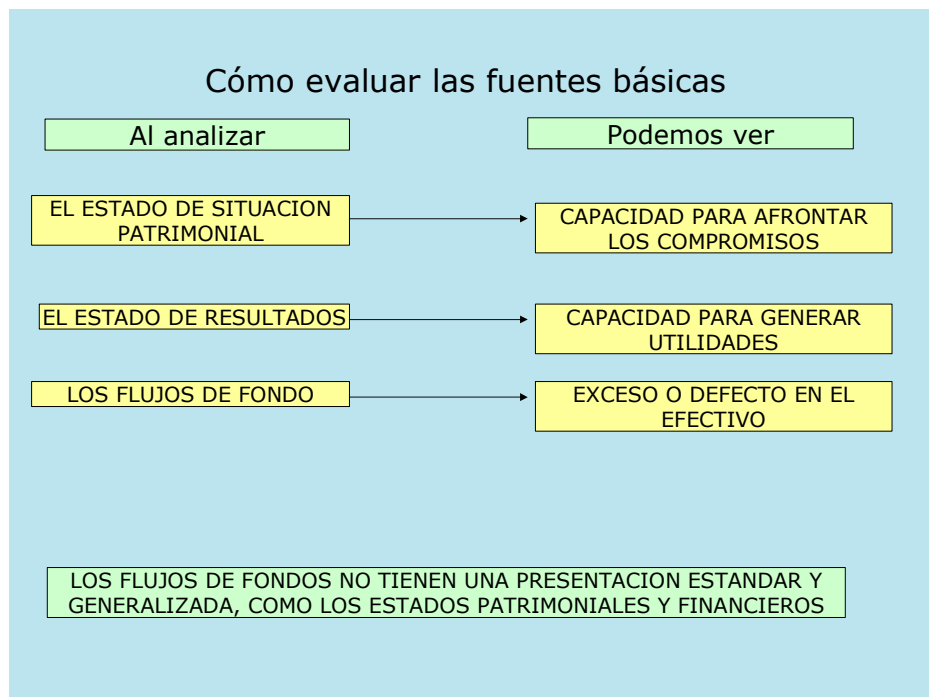 Cómo evaluar las fuentes básicas
Al analizar
Podemos ver
EL ESTADO DE SITUACION
PATRIMONIAL
CAPACIDAD PARA AFRONTAR
LOS COMPROMISOS
EL ESTADO DE RESULTADOS
CAPACIDAD PARA GENERAR
UTILIDADES
LOS FLUJOS DE FONDO
EXCESO O DEFECTO EN EL
EFECTIVO
LOS FLUJOS DE FONDOS NO TIENEN UNA PRESENTACION ESTANDAR Y
GENERALIZADA, COMO LOS ESTADOS PATRIMONIALES Y FINANCIEROS